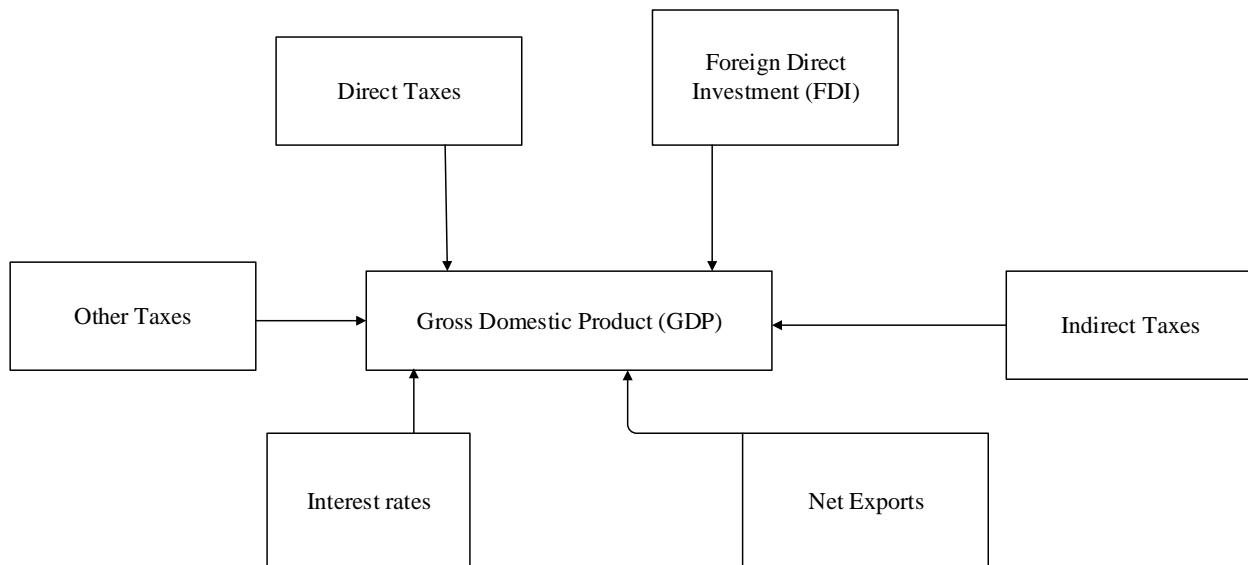 Foreign Direct
Investment (FDI)
Direct Taxes
Other Taxes
Gross Domestic Product (GDP)
Indirect Taxes
Interest rates
Net Exports